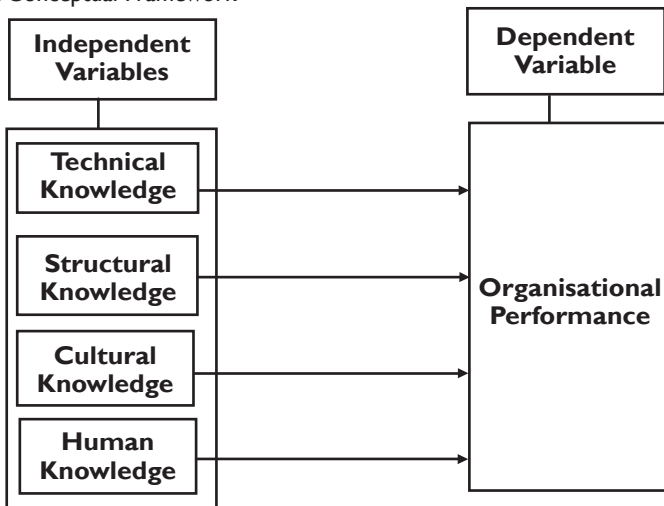 Conceptual Framework
Independent
Variables
Dependent
Variable
Technical
Knowledge
Structural
Knowledge
Cultural
Knowledge
Human
Knowledge
Organisational
Performance